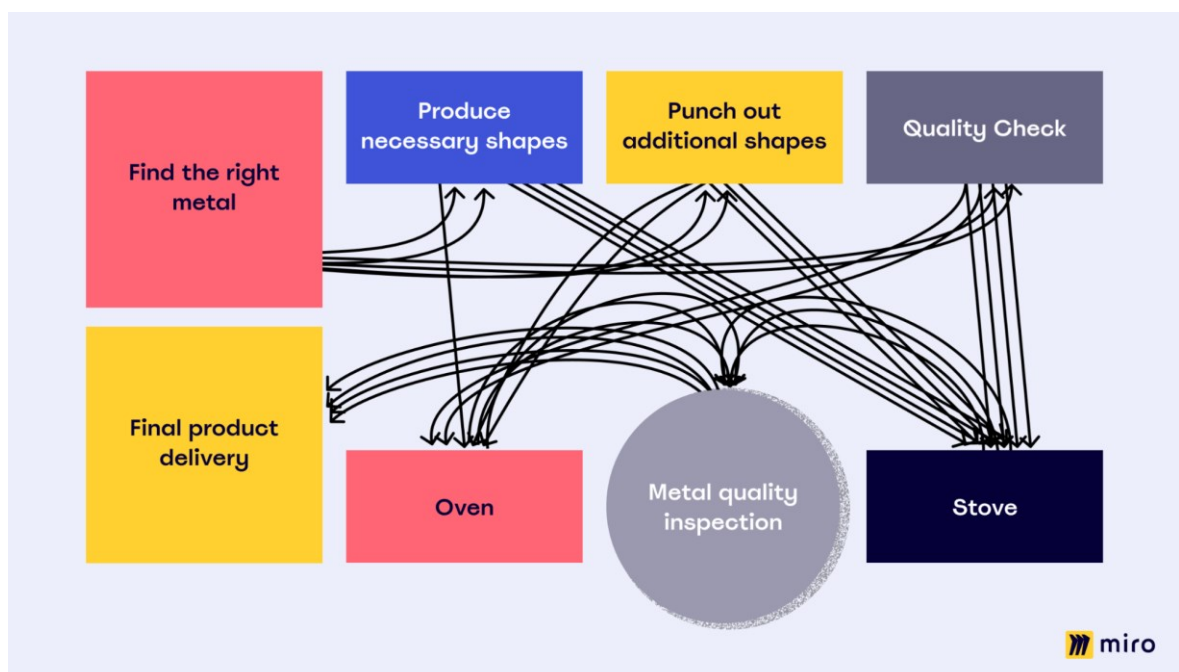 Find the right
metal
Produce
necessary shapes
Punch out
additional shapes
Quality Check
Final product
delivery
Oven
Metal quality
inspection
Stove
miro